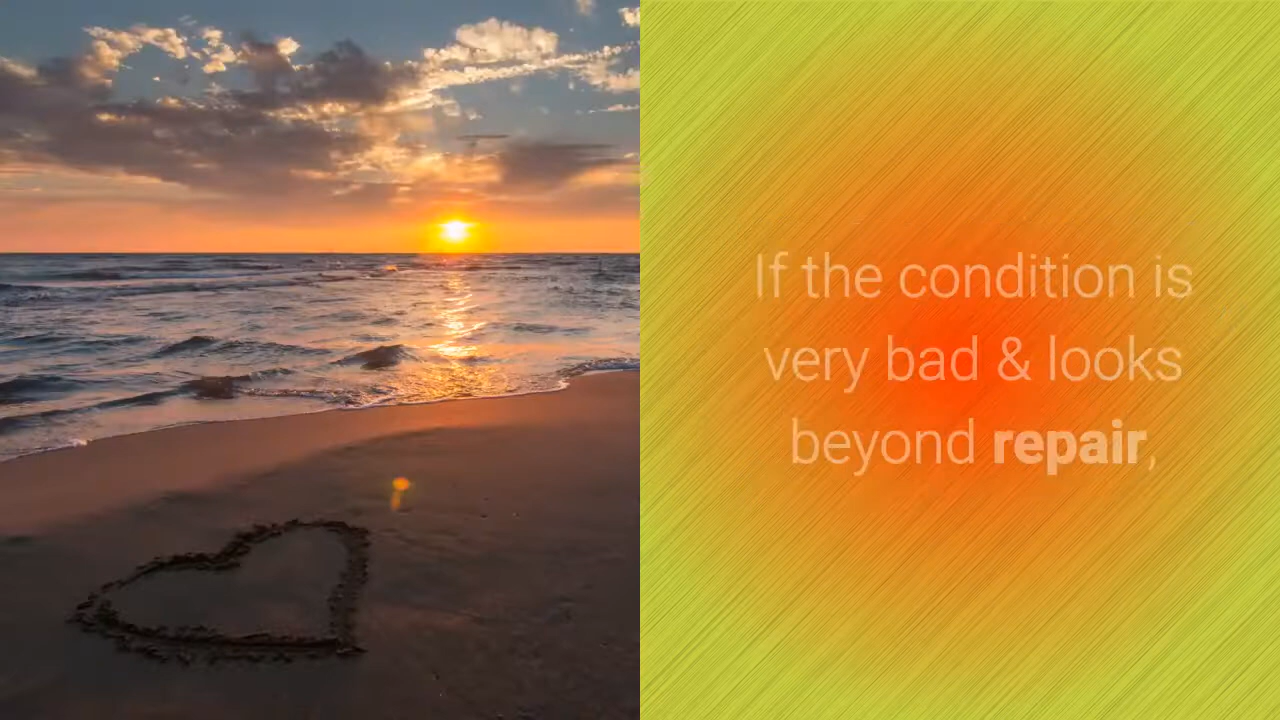 If the condition is
very bad & looks
beyond repair,